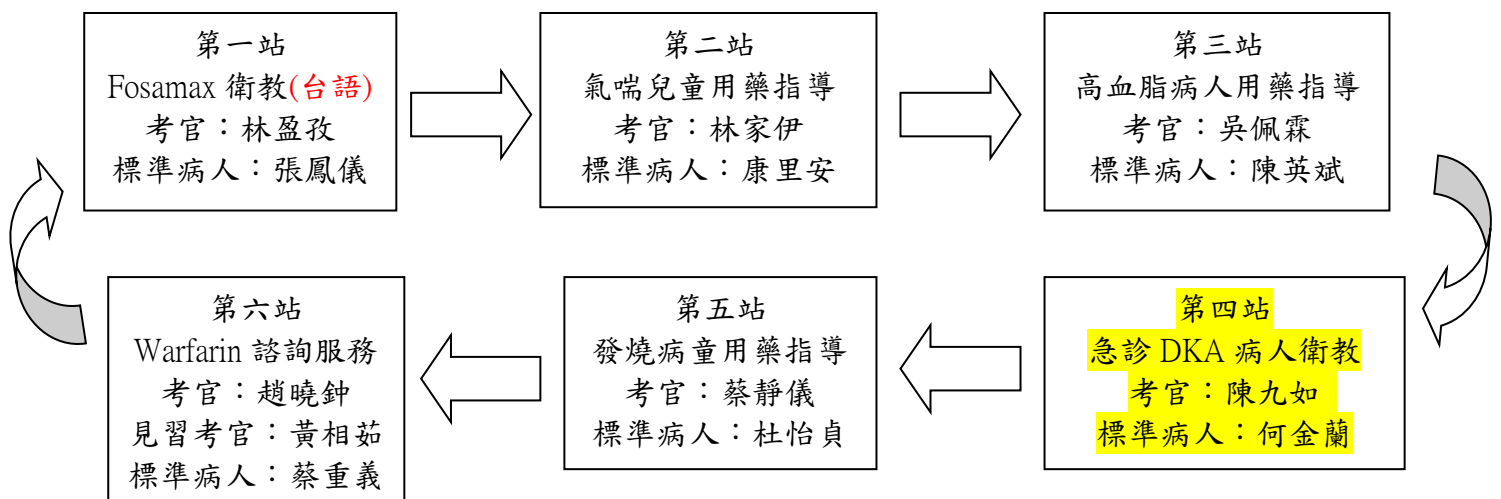 第一站
Fosamax 衛教(台語)
考官：林盈孜
標準病人：張鳳儀
第二站
氣喘兒童用藥指導
考官：林家伊
標準病人：康里安
第三站
高血脂病人用藥指導
考官：吳佩霖
標準病人：陳英斌
第四站
急診 DKA 病人衛教
考官：陳九如
標準病人：何金蘭
第五站
發燒病童用藥指導
考官：蔡靜儀
標準病人：杜怡貞
第六站
Warfarin 諮詢服務
考官：趙曉鈡
見習考官：黃相茹
標準病人：蔡重義